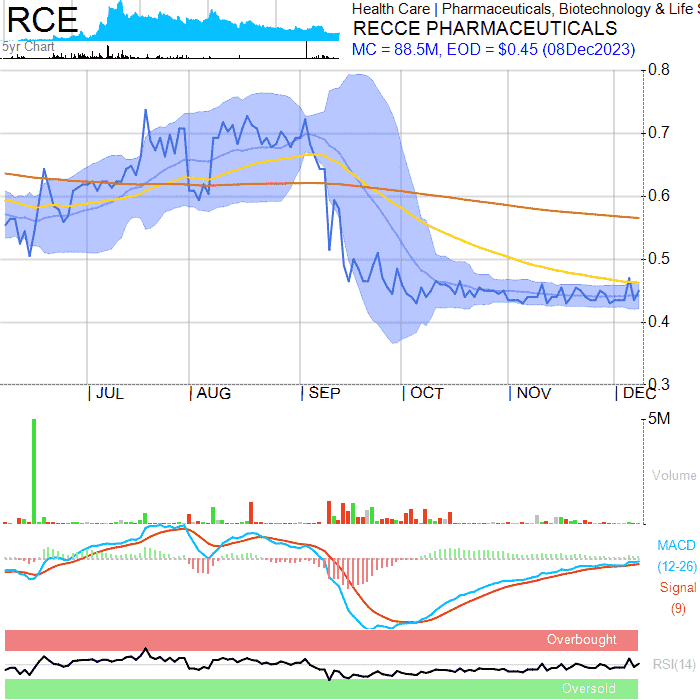 RCE
5yr Chart
Health Care | Pharmaceuticals, Biotechnology & Life S
RECCE PHARMACEUTICALS
MC = 88.5M, EOD = $0.45 (08Dec2023)
0.8
0.7
0.6
0.5
0.4
0.3
JUL
AUG
SEP
OCT
NOV
DEC
5M
Volume
MACD
(12-26)
Signal
(9)
Overbought
RSI(14)
Oversold